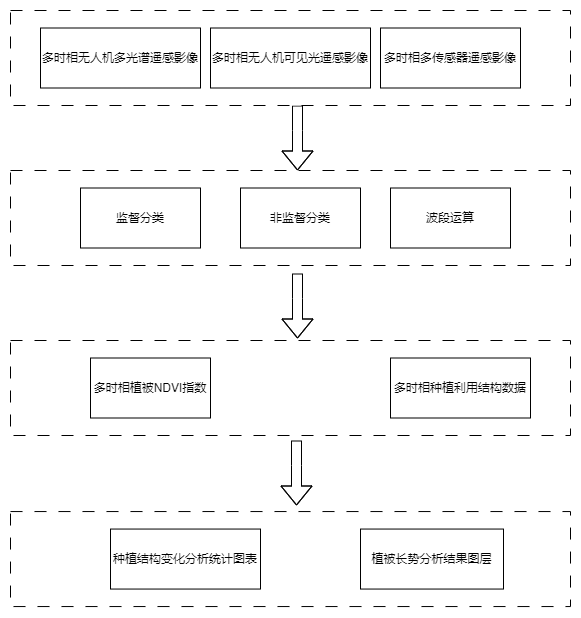 多时相无人机多光谱遥感影像
多时相无人机可见光遥感影像
多时相多传感器遥感影像
监督分类
非监督分类
波段运算
多时相植被NDVI指数
多时相种植利用结构数据
种植结构变化分析统计图表
植被长势分析结果图层